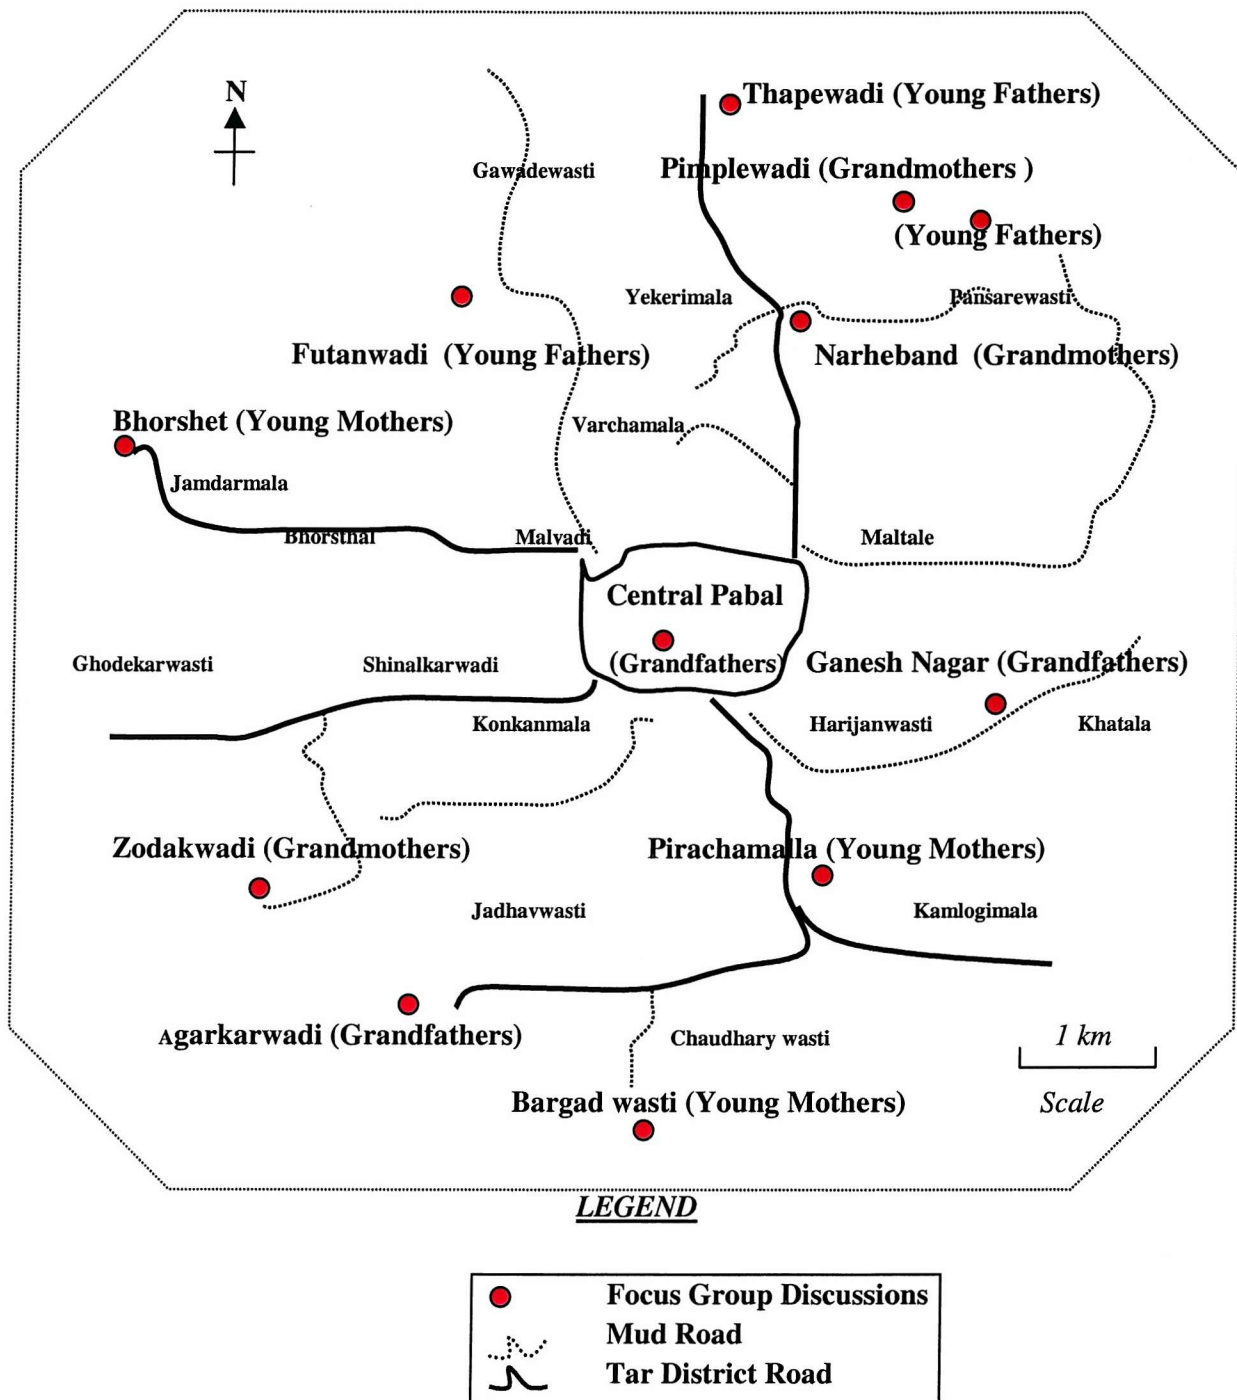 N
Thapewadi (Young Fathers)
Pimplewadi (Grandmothers )
Gawadewasti
(Young Fathers)
Yekerimala
Pansarewasti
Futanwadi (Young Fathers)
Narheband (Grandmothers)
Bhorshet (Young Mothers)
Varchamala
Jamdarmala
Bhorsthal
Malvadi
Maltale
Central Pabal
(Grandfathers)
Ghodekarwasti
Shinalkarwadi
Ganesh Nagar (Grandfathers)
Konkanmala
Harijanwasti
Khatala
Zodakwadi (Grandmothers)
Pirachamalla (Young Mothers)
Jadhavwasti
Kamlogimala
Agarkarwadi (Grandfathers)
Chaudhary wasti
1 km
Bargad wasti (Young Mothers)
Scale
LEGEND
Focus Group Discussions
Mud Road
Tar District Road